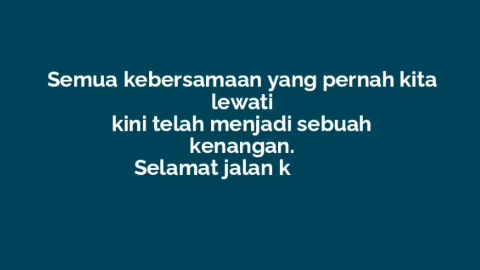 Semua kebersamaan yang pernah kita
lewati
kini telah menjadi sebuah
kenangan.
Selamat jalan k